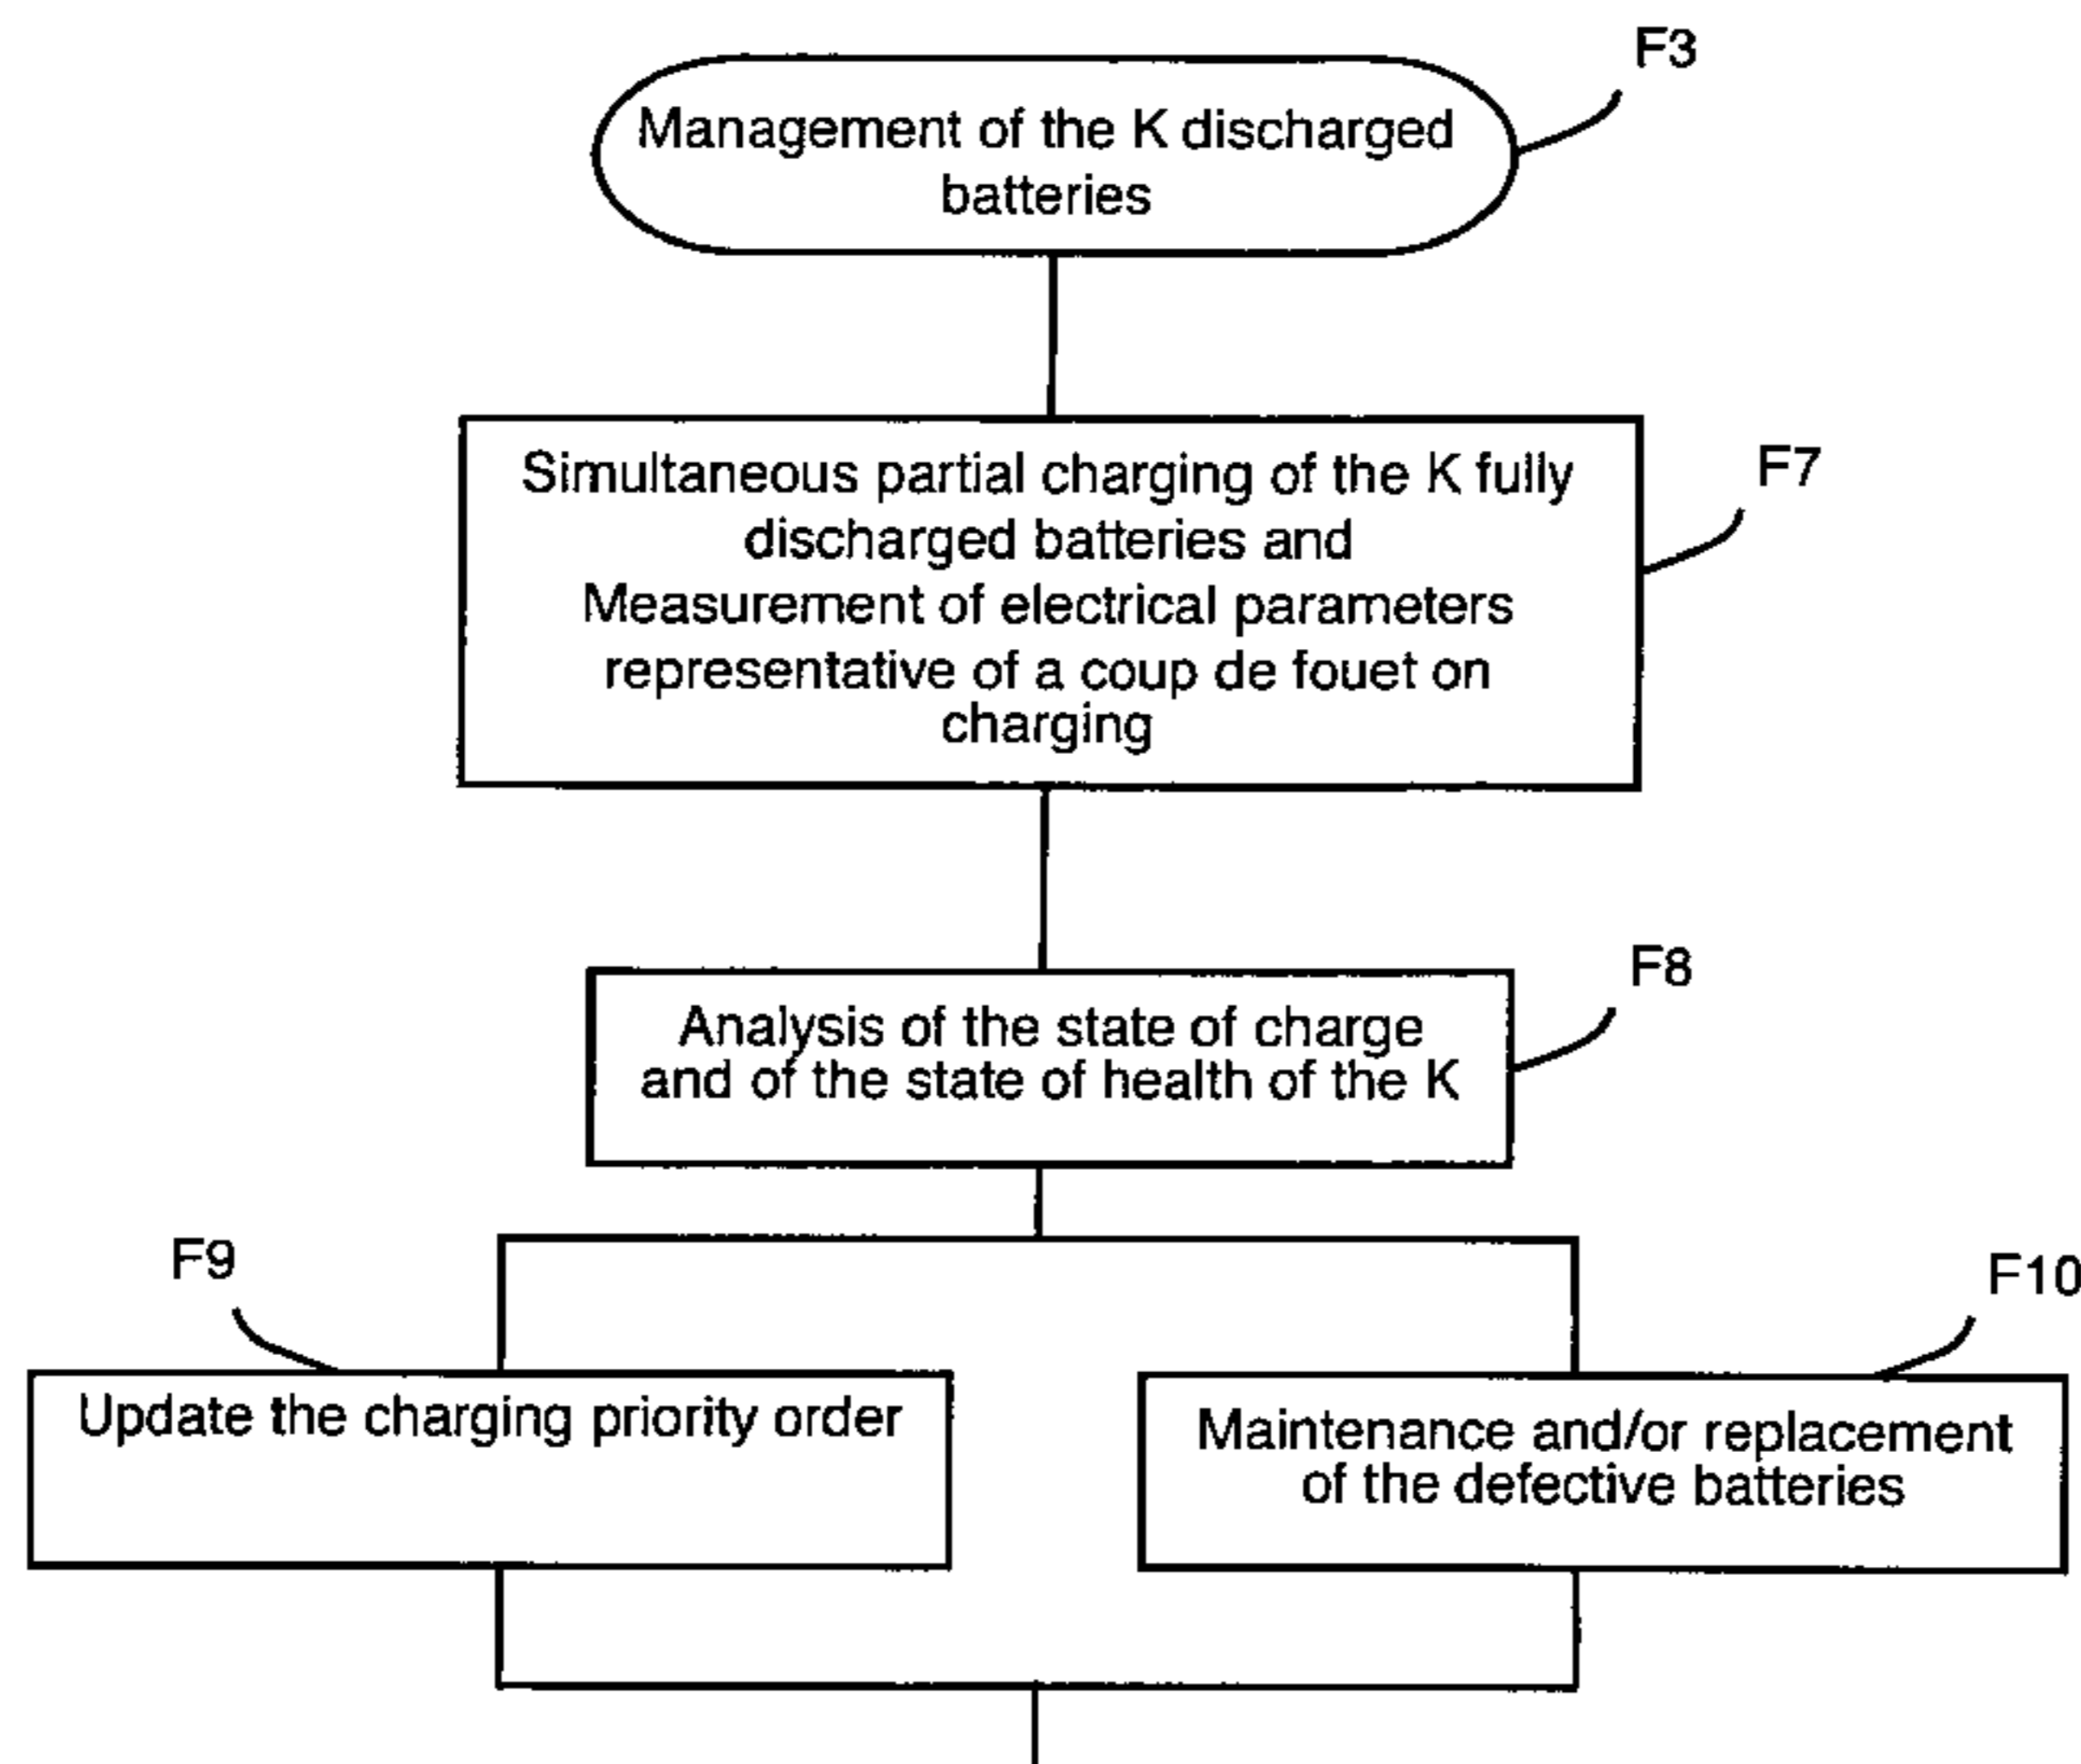 F3
Management of the K discharged
batteries
F7
Simultaneous partial charging of the K fully
discharged batteries and
Measurement of electrical parameters
representative of a coup de fouet on
charging
F8
Analysis of the state of charge
and of the state of health of the K
F9
F10
Update the charging priority order
Maintenance and/or replacement
of the defective batteries